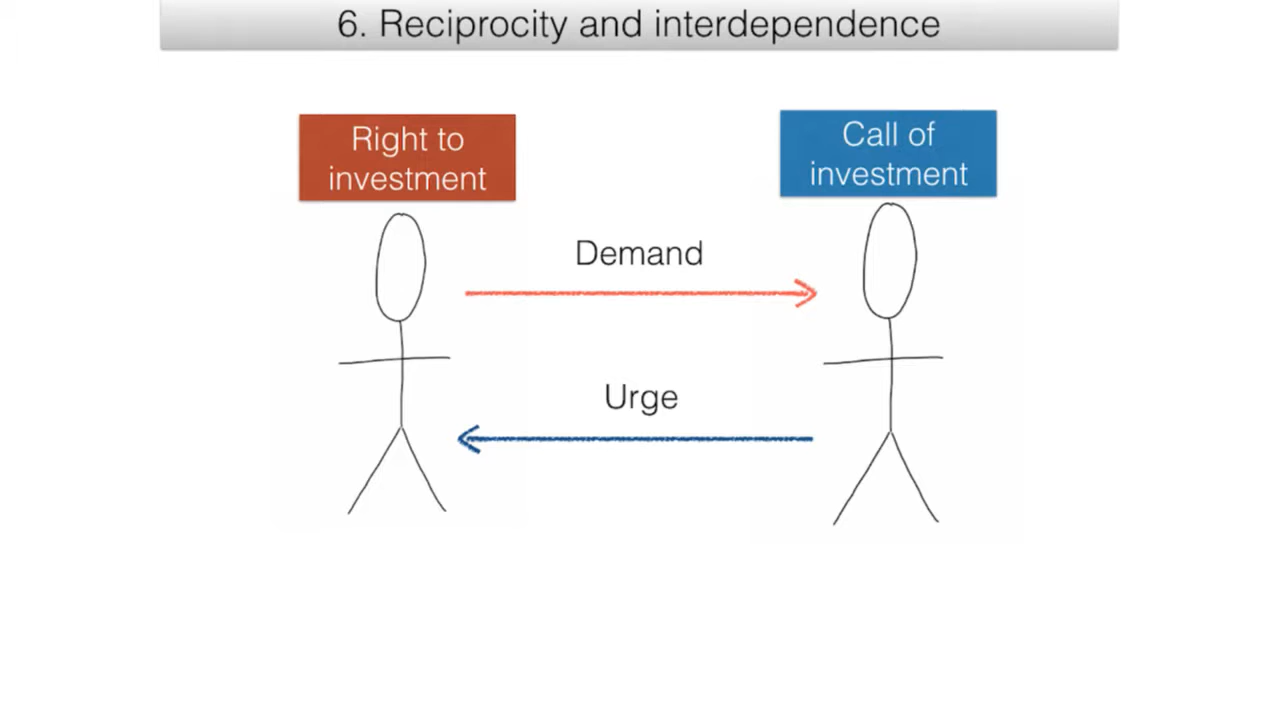 6. Reciprocity and interdependence
Right to
investment
Call of
investment
Demand
Urge